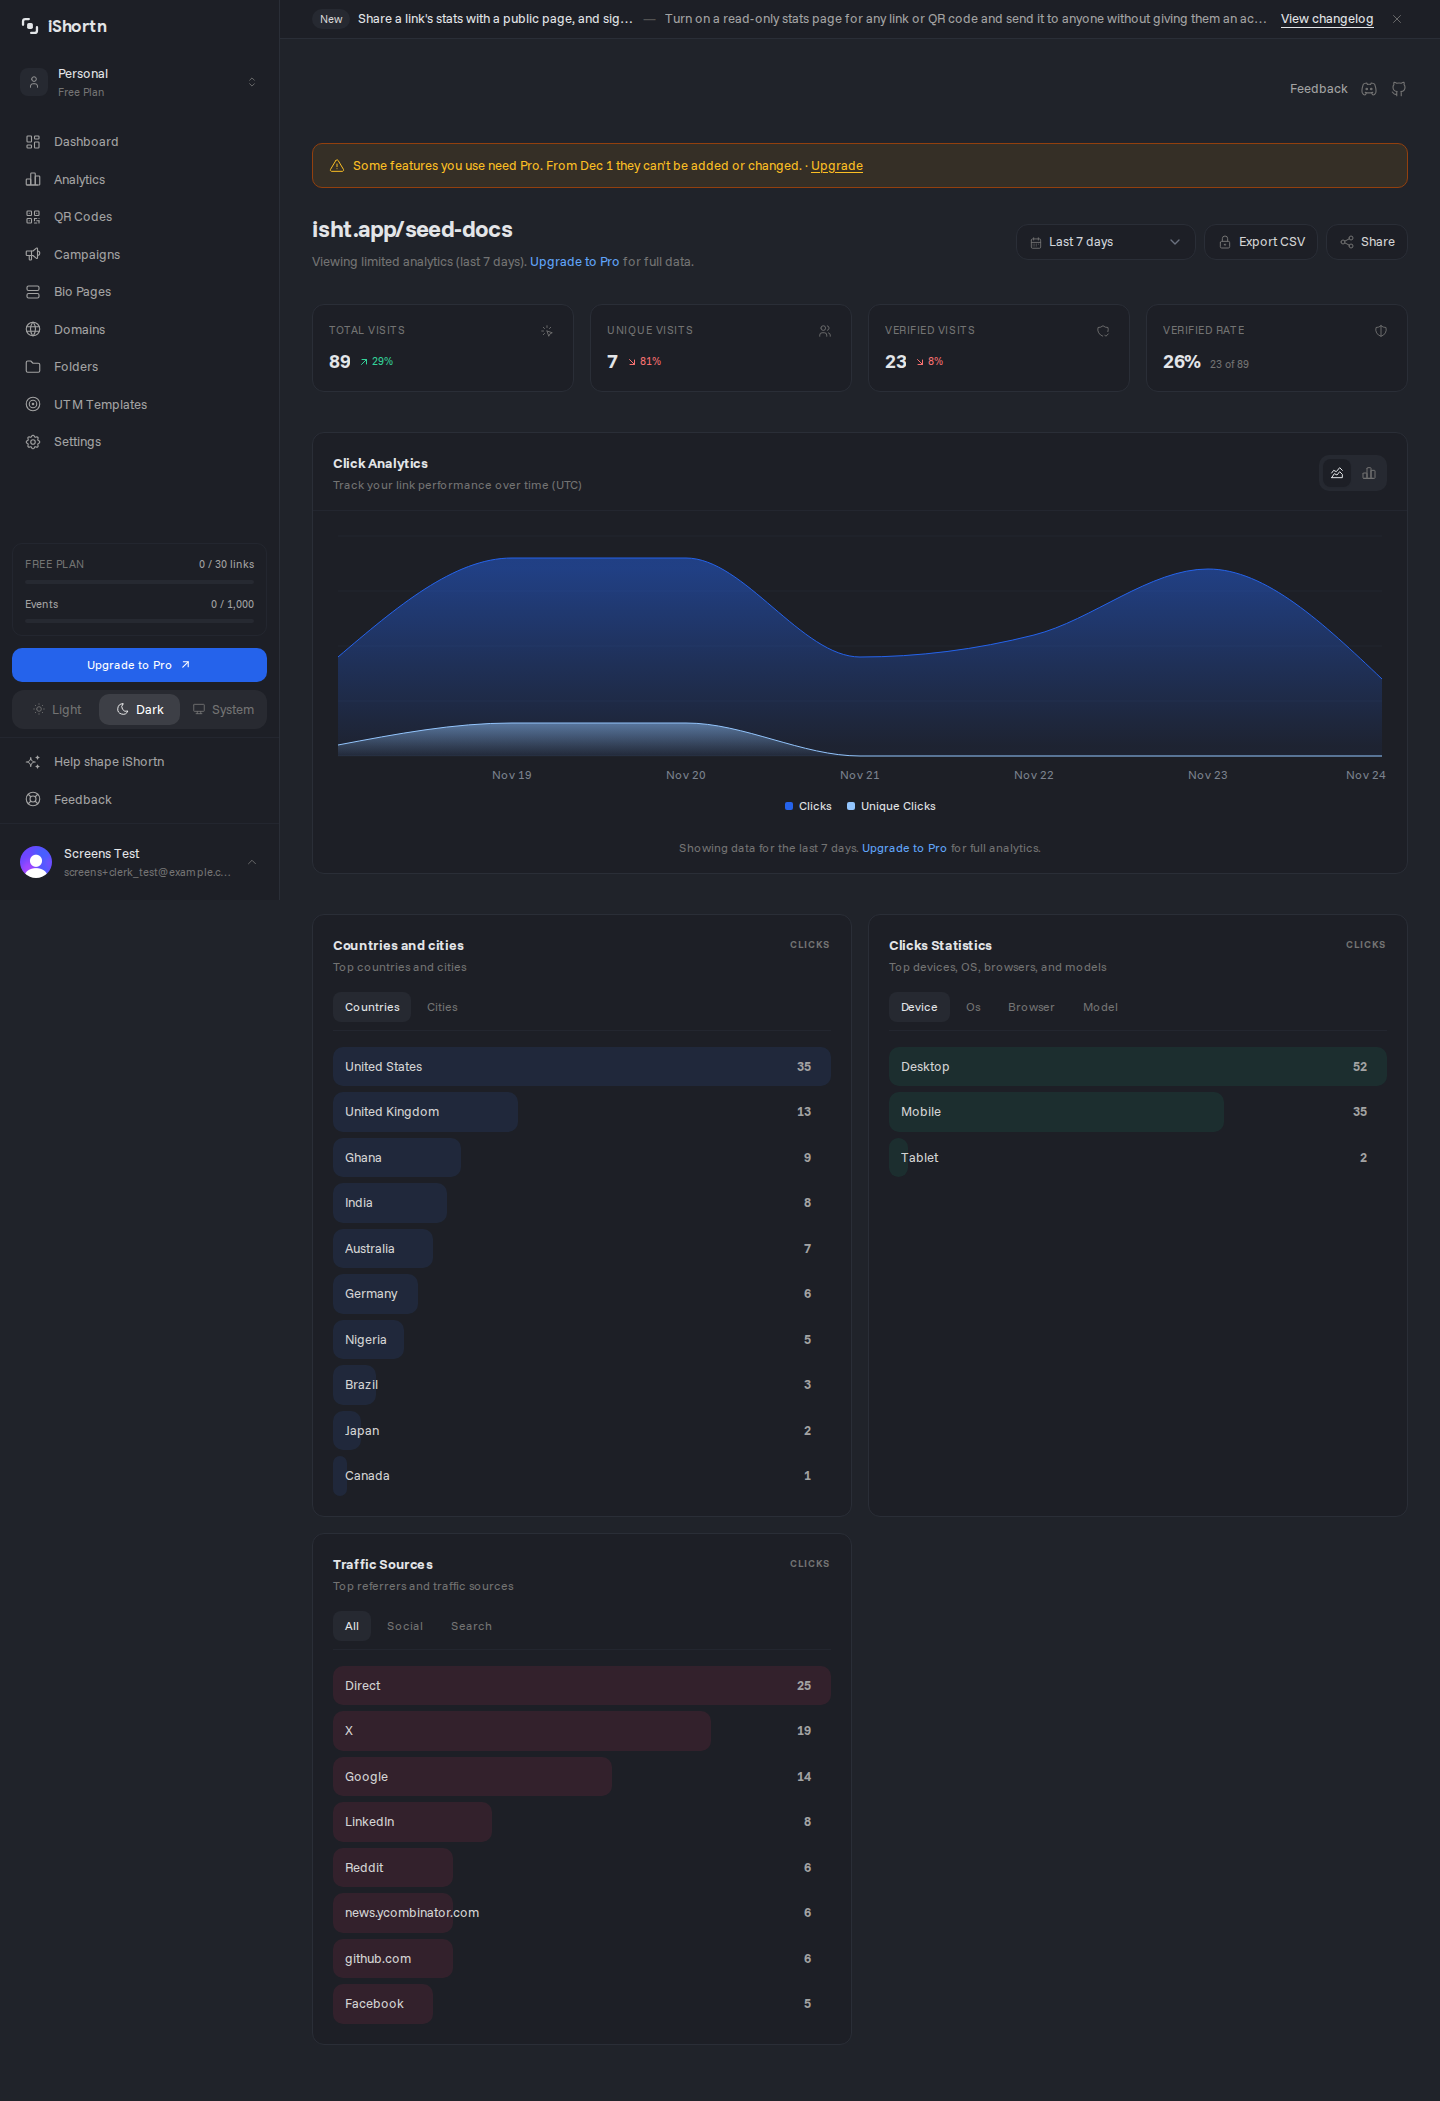 iShortn
Personal
Free Plan
Dashboard
Analytics
QR Codes
Campaigns
Bio Pages
Domains
Folders
UTM Templates
Settings
FREE PLAN 0 / 30 links
Events 0 / 1,000
Upgrade to Pro
Light Dark System
Help shape iShortn
Feedback
Screens Test
screens+clerk_test@example.c...
New Share a link's stats with a public page, and sig... — Turn on a read-only stats page for any link or QR code and send it to anyone without giving them an ac... View changelog
Feedback
Some features you use need Pro. From Dec 1 they can't be added or changed. · Upgrade
isht.app/seed-docs
Viewing limited analytics (last 7 days). Upgrade to Pro for full data.
Last 7 days Export CSV Share
TOTAL VISITS
89 29%
UNIQUE VISITS
7 81%
VERIFIED VISITS
23 8%
VERIFIED RATE
26% 23 of 89
Click Analytics
Track your link performance over time (UTC)
Nov 19 Nov 20 Nov 21 Nov 22 Nov 23 Nov 24
Clicks Unique Clicks
Showing data for the last 7 days. Upgrade to Pro for full analytics.
Countries and cities CLICKS
Top countries and cities
Countries Cities
United States 35
United Kingdom 13
Ghana 9
India 8
Australia 7
Germany 6
Nigeria 5
Brazil 3
Japan 2
Canada 1
Clicks Statistics CLICKS
Top devices, OS, browsers, and models
Device Os Browser Model
Desktop 52
Mobile 35
Tablet 2
Traffic Sources CLICKS
Top referrers and traffic sources
All Social Search
Direct 25
X 19
Google 14
LinkedIn 8
Reddit 6
news.ycombinator.com 6
github.com 6
Facebook 5